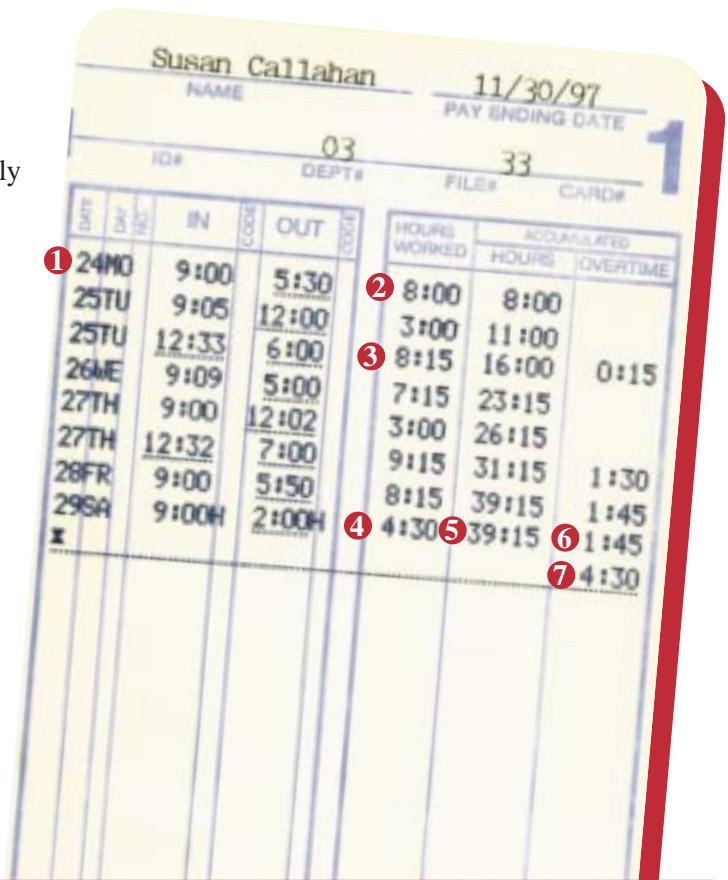 Susan Callahan 11/30/97
NAME PAY ENDING DATE
1
ly
03 33
ID# DEPT# FILE# CARD#
DATE DAY NO. IN CODE OUT CODE HOURS WORKED ACCUMULATED HOURS OVERTIME
1 24MO 9:00 5:30 2 8:00 8:00
25TU 9:05 12:00 3:00 11:00
25TU 12:33 6:00 3 8:15 16:00 0:15
26WE 9:09 5:00 7:15 23:15
27TH 9:00 12:02 3:00 26:15
27TH 12:32 7:00 9:15 31:15 1:30
28FR 9:00 5:50 8:15 39:15 1:45
29SA 9:00H 2:00H 4 4:30 5 39:15 6 1:45
7 4:30